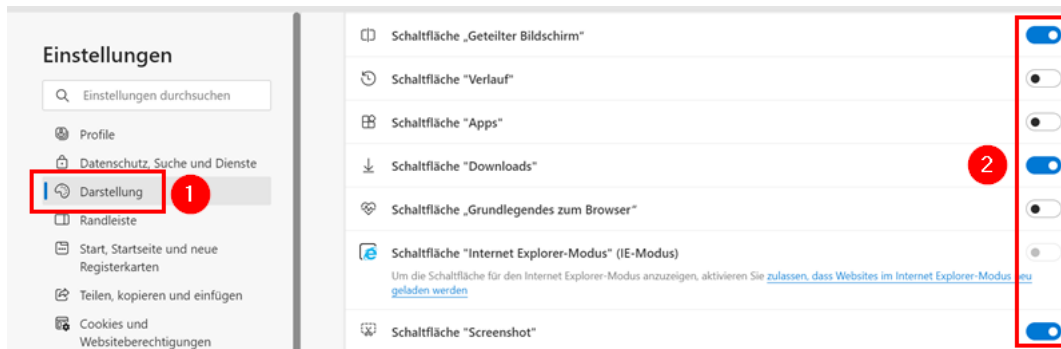 Einstellungen
Einstellungen durchsuchen
Profile
Datenschutz, Suche und Dienste
Darstellung
1
Randleiste
Start, Startseite und neue
Registerkarten
Teilen, kopieren und einfügen
Cookies und
Websiteberechtigungen
Schaltfläche „Geteilter Bildschirm“
Schaltfläche "Verlauf"
Schaltfläche "Apps"
Schaltfläche "Downloads"
2
Schaltfläche „Grundlegendes zum Browser“
Schaltfläche "Internet Explorer-Modus" (IE-Modus)
Um die Schaltfläche für den Internet Explorer-Modus anzuzeigen, aktivieren Sie zulassen, dass Websites im Internet Explorer-Modus neu
geladen werden
Schaltfläche "Screenshot"